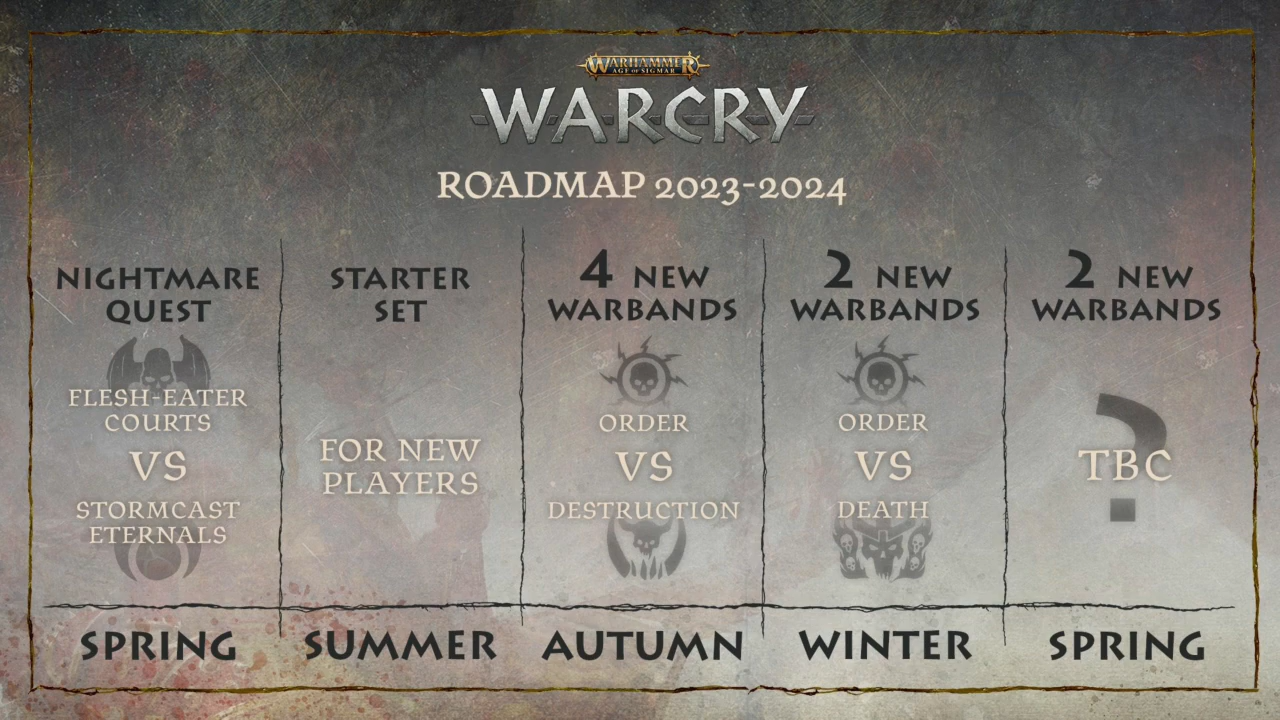 WARHAMMER
AGE OF SIGMAR
WARCRY
ROADMAP 2023-2024
NIGHTMARE
QUEST
FLESH-EATER
COURTS
VS
STORMCAST
ETERNALS
SPRING
STARTER
SET
FOR NEW
PLAYERS
SUMMER
4 NEW
WARBANDS
ORDER
VS
DESTRUCTION
AUTUMN
2 NEW
WARBANDS
ORDER
VS
DEATH
WINTER
2 NEW
WARBANDS
?
TBC
SPRING